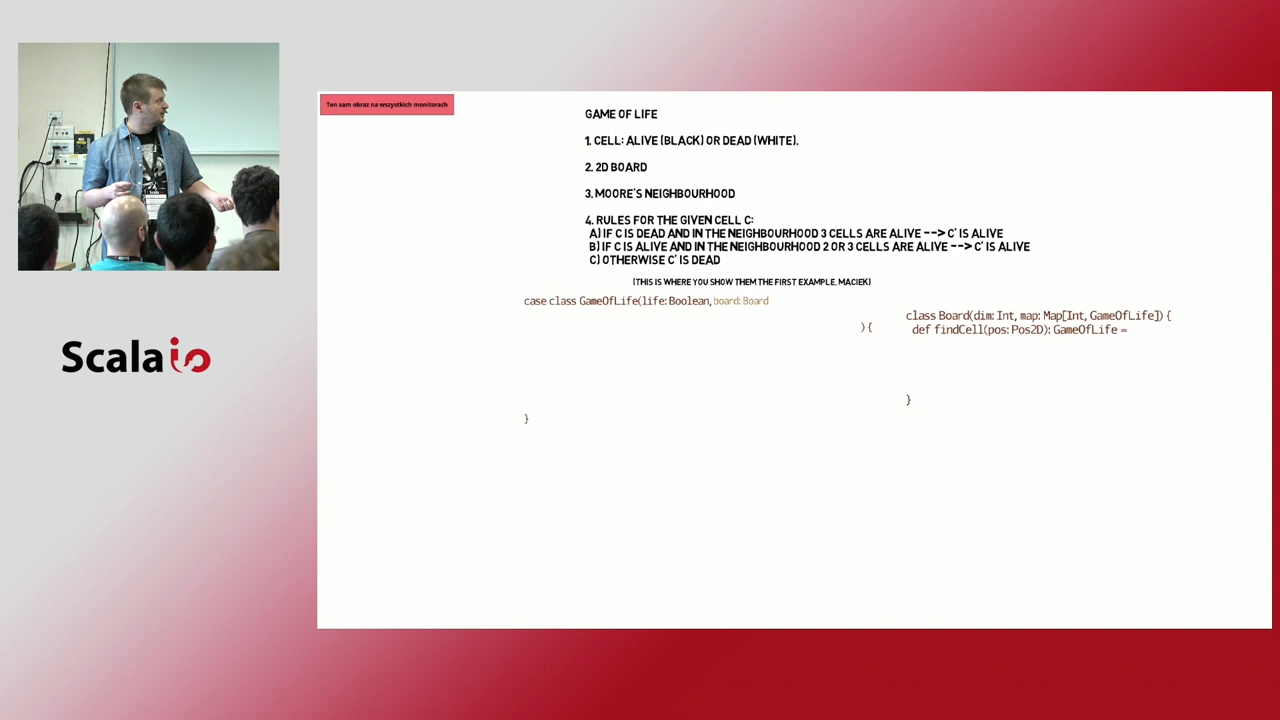 Ten sam obraz na wszystkich monitorach
GAME OF LIFE
1. CELL: ALIVE (BLACK) OR DEAD (WHITE).
2. 2D BOARD
3. MOORE'S NEIGHBOURHOOD
4. RULES FOR THE GIVEN CELL C:
A) IF C IS DEAD AND IN THE NEIGHBOURHOOD 3 CELLS ARE ALIVE --> C' IS ALIVE
B) IF C IS ALIVE AND IN THE NEIGHBOURHOOD 2 OR 3 CELLS ARE ALIVE --> C' IS ALIVE
C) OTHERWISE C' IS DEAD
(THIS IS WHERE YOU SHOW THEM THE FIRST EXAMPLE, MACIEK)
case class GameOfLife(life: Boolean, board: Board
) {
}
class Board(dim: Int, map: Map[Int, GameOfLife]) {
def findCell(pos: Pos2D): GameOfLife =
}
Scala
Scala io